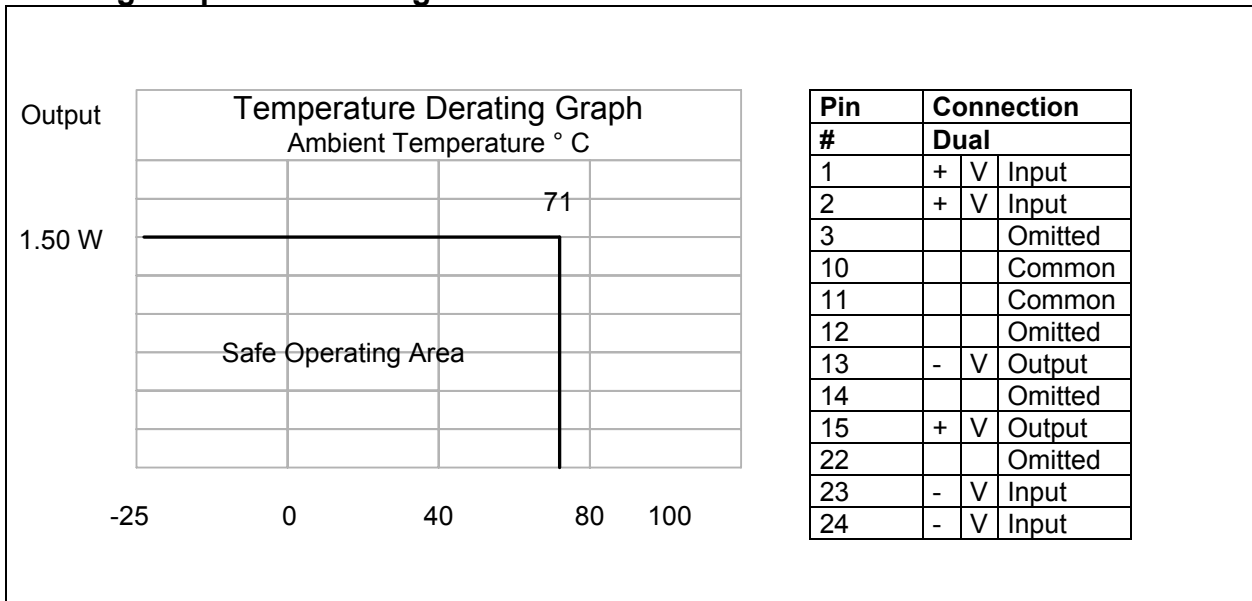 Output
Temperature Derating Graph
Ambient Temperature ° C
71
1.50 W
Safe Operating Area
-25 0 40 80 100
Pin Connection
# Dual
1 + V Input
2 + V Input
3 Omitted
10 Common
11 Common
12 Omitted
13 - V Output
14 Omitted
15 + V Output
22 Omitted
23 - V Input
24 - V Input